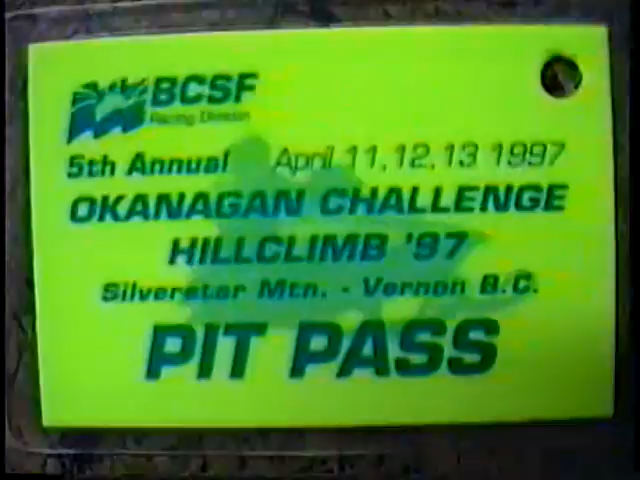 BCSF
Racing Division
5th Annual April 11, 12, 13 1997
OKANAGAN CHALLENGE
HILLCLIMB '97
Silverstar Mtn. - Vernon B.C.
PIT PASS